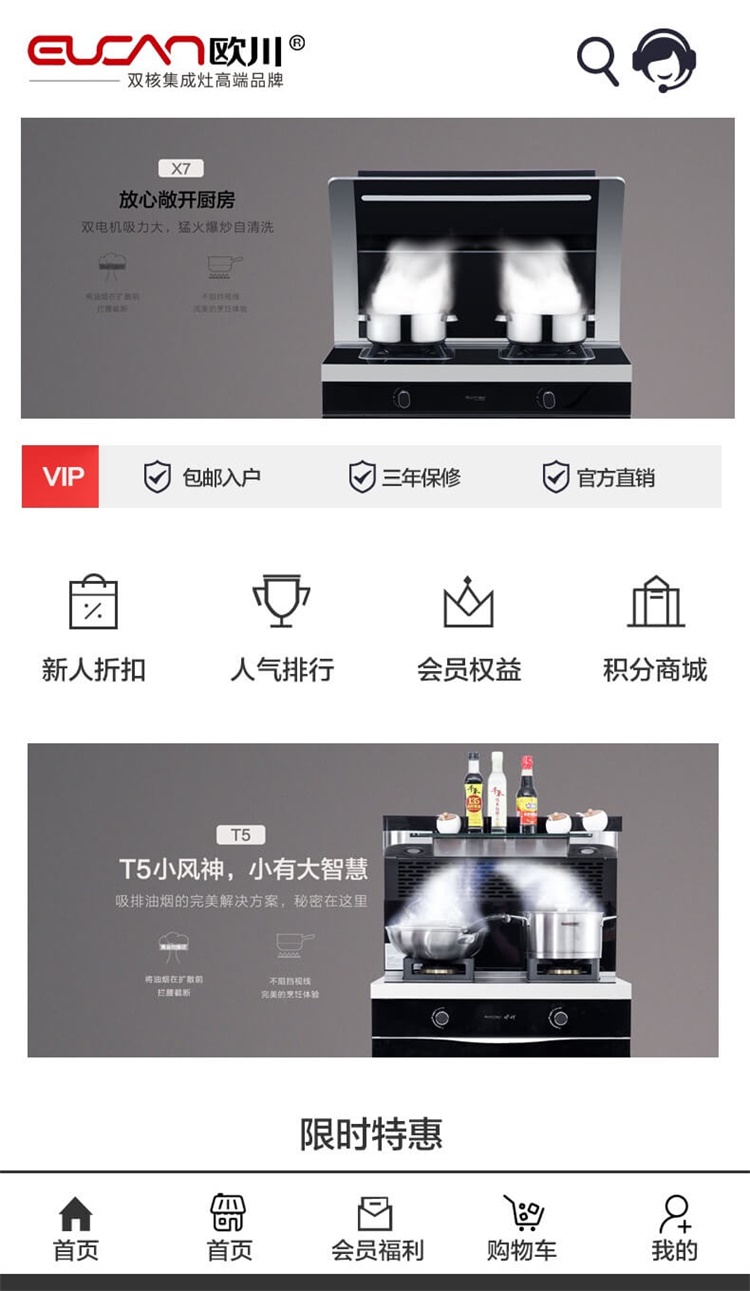 EUCAN欧川®
双核集成灶高端品牌
X7
放心敞开厨房
双电机吸力大，猛火爆炒自清洗
将油烟在扩散前
拦腰截断
不阻挡视线
完美的烹饪体验
VIP
包邮入户
三年保修
官方直销
新人折扣
人气排行
会员权益
积分商城
T5
T5小风神，小有大智慧
吸排油烟的完美解决方案，秘密在这里
将油烟在扩散前
拦腰截断
不阻挡视线
完美的烹饪体验
限时特惠
首页
首页
会员福利
购物车
我的